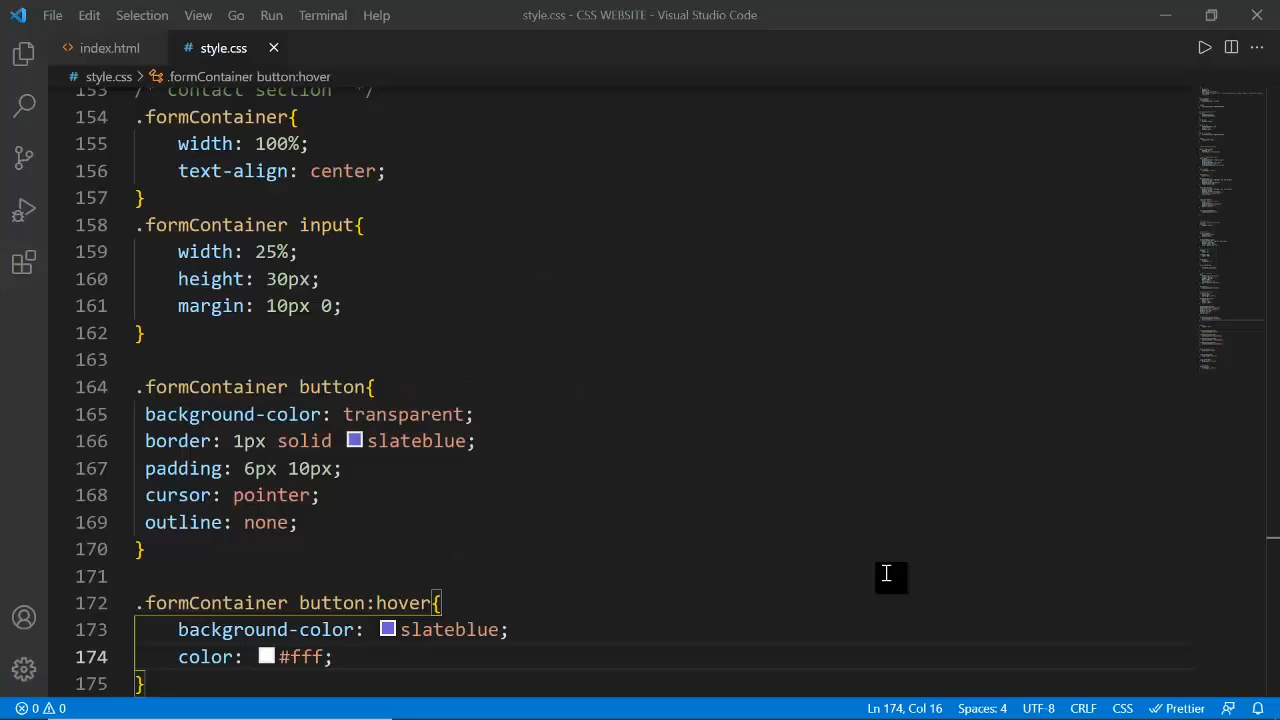 File Edit Selection View Go Run Terminal Help style.css - CSS WEBSITE - Visual Studio Code
<> index.html # style.css
# style.css > .formContainer button:hover
153 /* contact section */
154 .formContainer{
155 width: 100%;
156 text-align: center;
157 }
158 .formContainer input{
159 width: 25%;
160 height: 30px;
161 margin: 10px 0;
162 }
163
164 .formContainer button{
165 background-color: transparent;
166 border: 1px solid slateblue;
167 padding: 6px 10px;
168 cursor: pointer;
169 outline: none;
170 }
171
172 .formContainer button:hover{
173 background-color: slateblue;
174 color: #fff;
175 }
0 0 Ln 174, Col 16 Spaces: 4 UTF-8 CRLF CSS Prettier